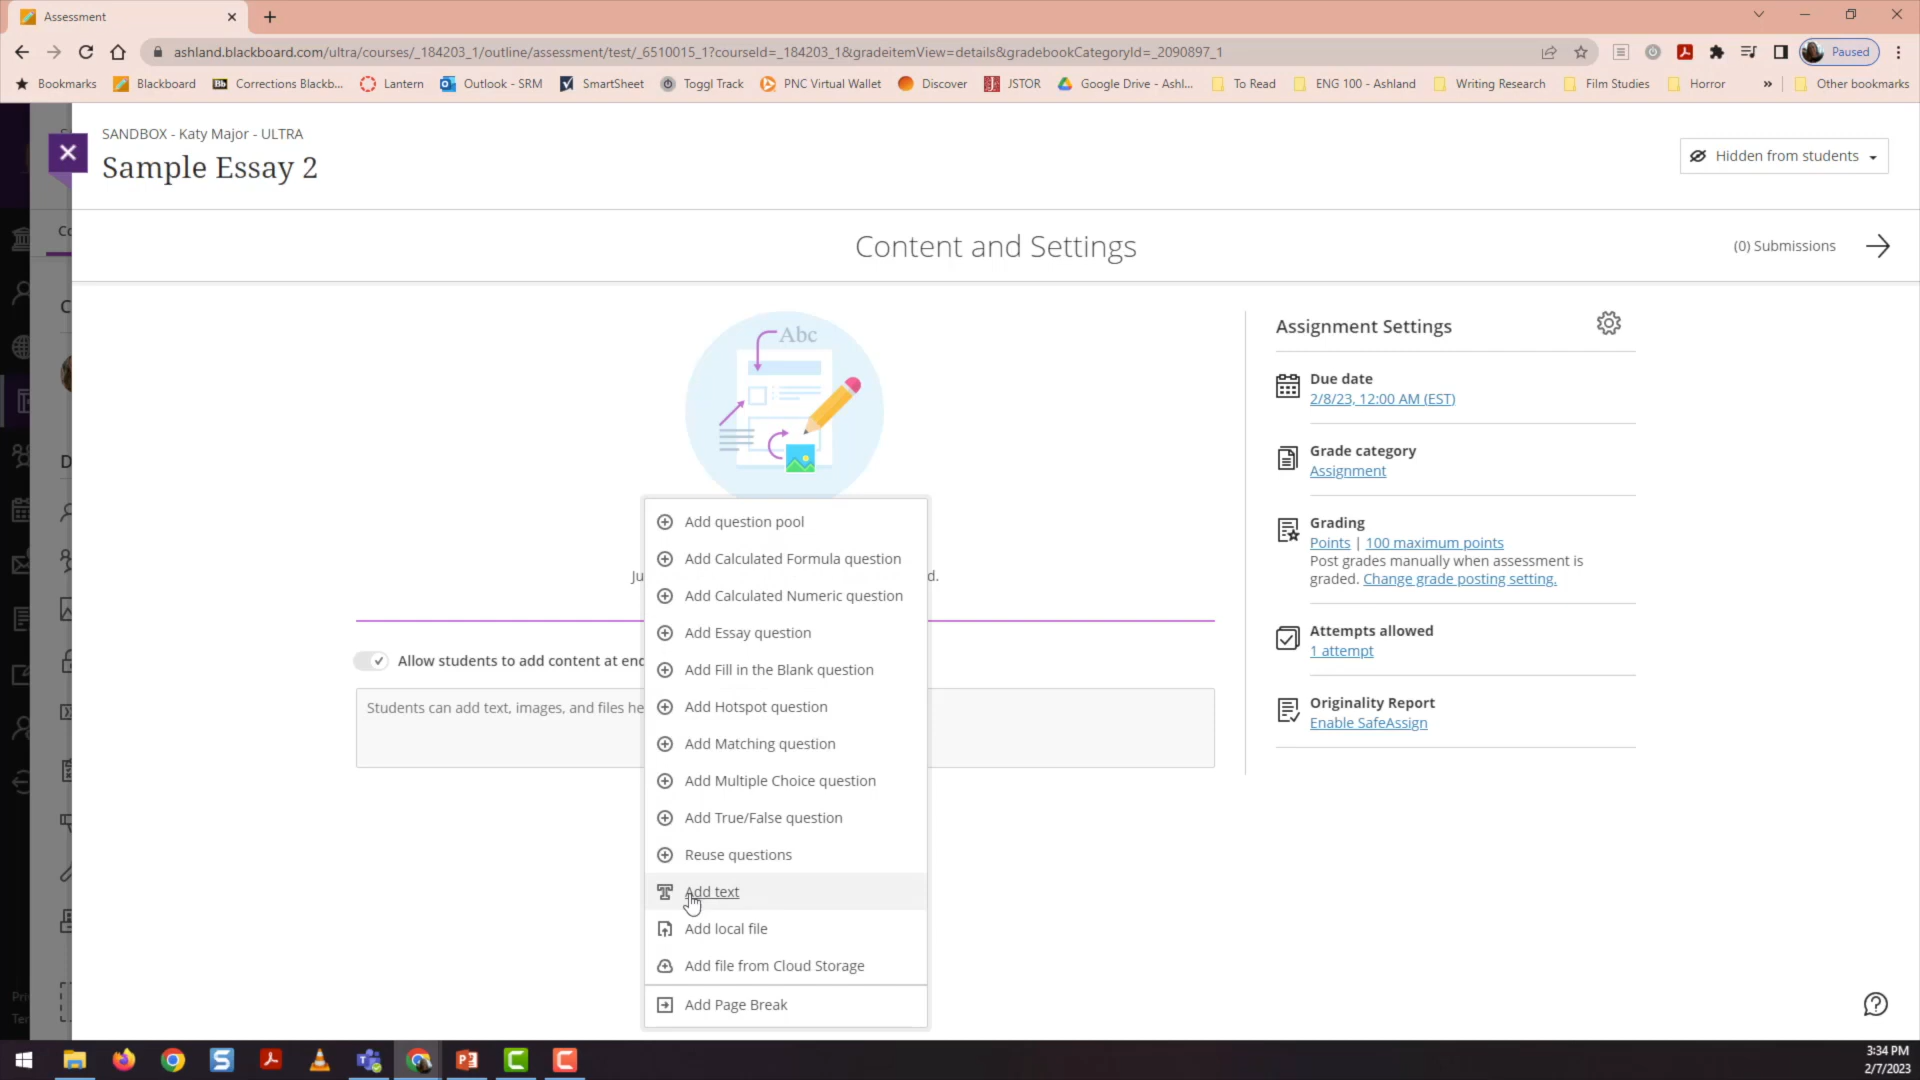 Assessment
ashland.blackboard.com/ultra/courses/_184203_1/outline/assessment/test/_6510015_1?courseId=_184203_1&gradeitemView=details&gradebookCategoryId=_2090897_1
Paused
Bookmarks Blackboard Bb Corrections Blackb... Lantern Outlook - SRM SmartSheet Toggl Track PNC Virtual Wallet Discover JSTOR Google Drive - Ashl... To Read ENG 100 - Ashland Writing Research Film Studies Horror » Other bookmarks
SANDBOX - Katy Major - ULTRA
Sample Essay 2
Hidden from students
Content and Settings
(0) Submissions
Abc
Add question pool
Add Calculated Formula question
Ju d.
Add Calculated Numeric question
Add Essay question
Allow students to add content at enc
Add Fill in the Blank question
Students can add text, images, and files he
Add Hotspot question
Add Matching question
Add Multiple Choice question
Add True/False question
Reuse questions
Add text
Add local file
Add file from Cloud Storage
Add Page Break
Assignment Settings
Due date
2/8/23, 12:00 AM (EST)
Grade category
Assignment
Grading
Points | 100 maximum points
Post grades manually when assessment is
graded. Change grade posting setting.
Attempts allowed
1 attempt
Originality Report
Enable SafeAssign
3:34 PM
2/7/2023